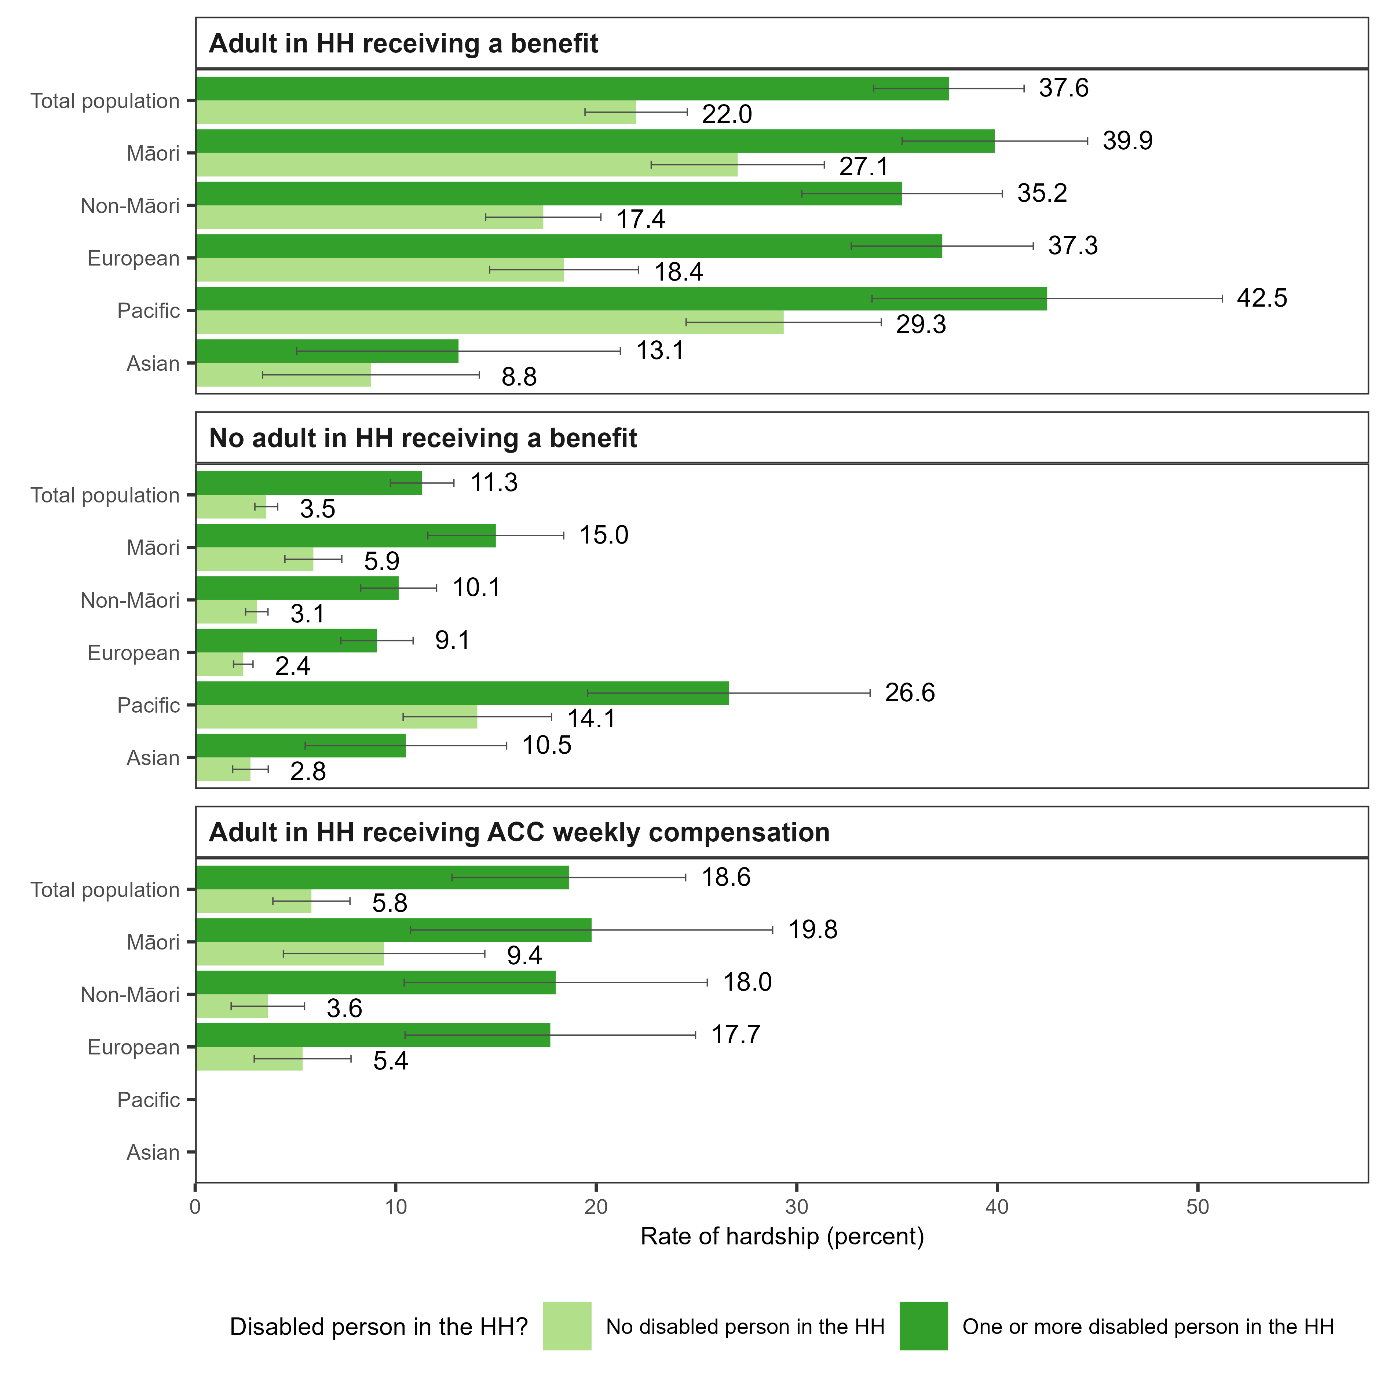 Adult in HH receiving a benefit
Total population 37.6
22.0
Māori 39.9
27.1
Non-Māori 35.2
17.4
European 37.3
18.4
Pacific 42.5
29.3
Asian 13.1
8.8
No adult in HH receiving a benefit
Total population 11.3
3.5
Māori 15.0
5.9
Non-Māori 10.1
3.1
European 9.1
2.4
Pacific 26.6
14.1
Asian 10.5
2.8
Adult in HH receiving ACC weekly compensation
Total population 18.6
5.8
Māori 19.8
9.4
Non-Māori 18.0
3.6
European 17.7
5.4
Pacific
Asian
0 10 20 30 40 50
Rate of hardship (percent)
Disabled person in the HH? No disabled person in the HH One or more disabled person in the HH